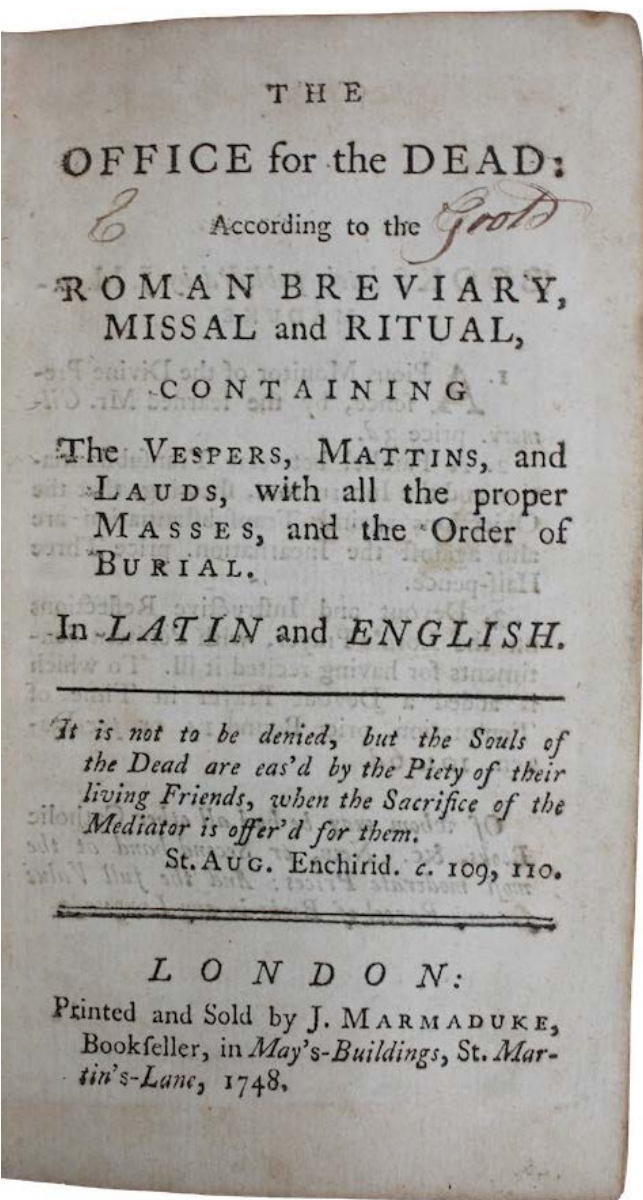 THE
OFFICE for the DEAD:
According to the
ROMAN BREVIARY,
MISSAL and RITUAL,
CONTAINING
The VESPERS, MATTINS, and
LAUDS, with all the proper
MASSES, and the Order of
BURIAL.
In LATIN and ENGLISH.
It is not to be denied, but the Souls of
the Dead are eas'd by the Piety of their
living Friends, when the Sacrifice of the
Mediator is offer'd for them.
St. AUG. Enchirid. c. 109, 110.
LONDON:
Printed and Sold by J. MARMADUKE,
Bookſeller, in May's-Buildings, St. Mar-
tin's-Lane, 1748.